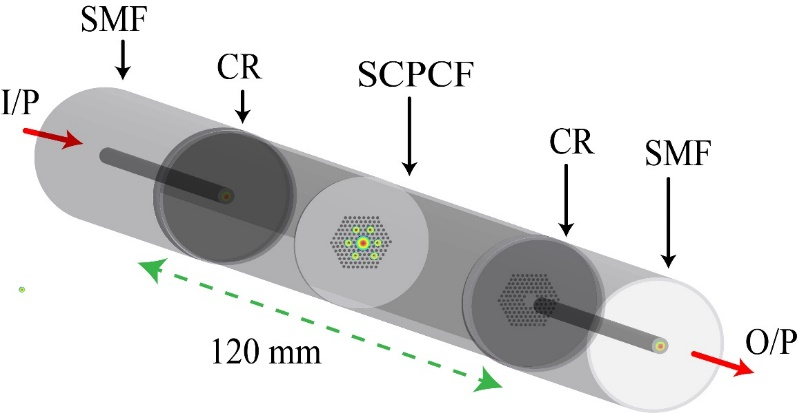 SMF
CR
SCPCF
I/P
CR
SMF
120 mm
O/P